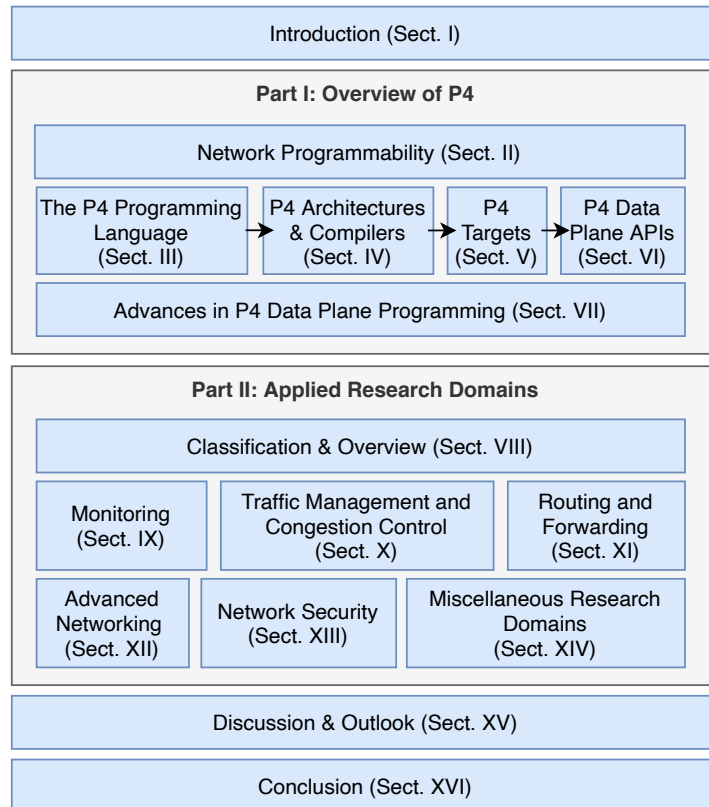 Introduction (Sect. I)
Part I: Overview of P4
Network Programmability (Sect. II)
The P4 Programming
Language
(Sect. III)
P4 Architectures
& Compilers
(Sect. IV)
P4
Targets
(Sect. V)
P4 Data
Plane APIs
(Sect. VI)
Advances in P4 Data Plane Programming (Sect. VII)
Part II: Applied Research Domains
Classification & Overview (Sect. VIII)
Monitoring
(Sect. IX)
Traffic Management and
Congestion Control
(Sect. X)
Routing and
Forwarding
(Sect. XI)
Advanced
Networking
(Sect. XII)
Network Security
(Sect. XIII)
Miscellaneous Research
Domains
(Sect. XIV)
Discussion & Outlook (Sect. XV)
Conclusion (Sect. XVI)